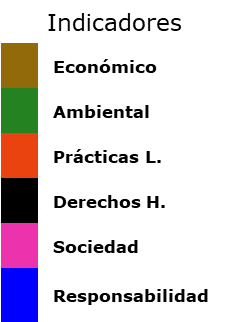 Indicadores
Económico
Ambiental
Prácticas L.
Derechos H.
Sociedad
Responsabilidad